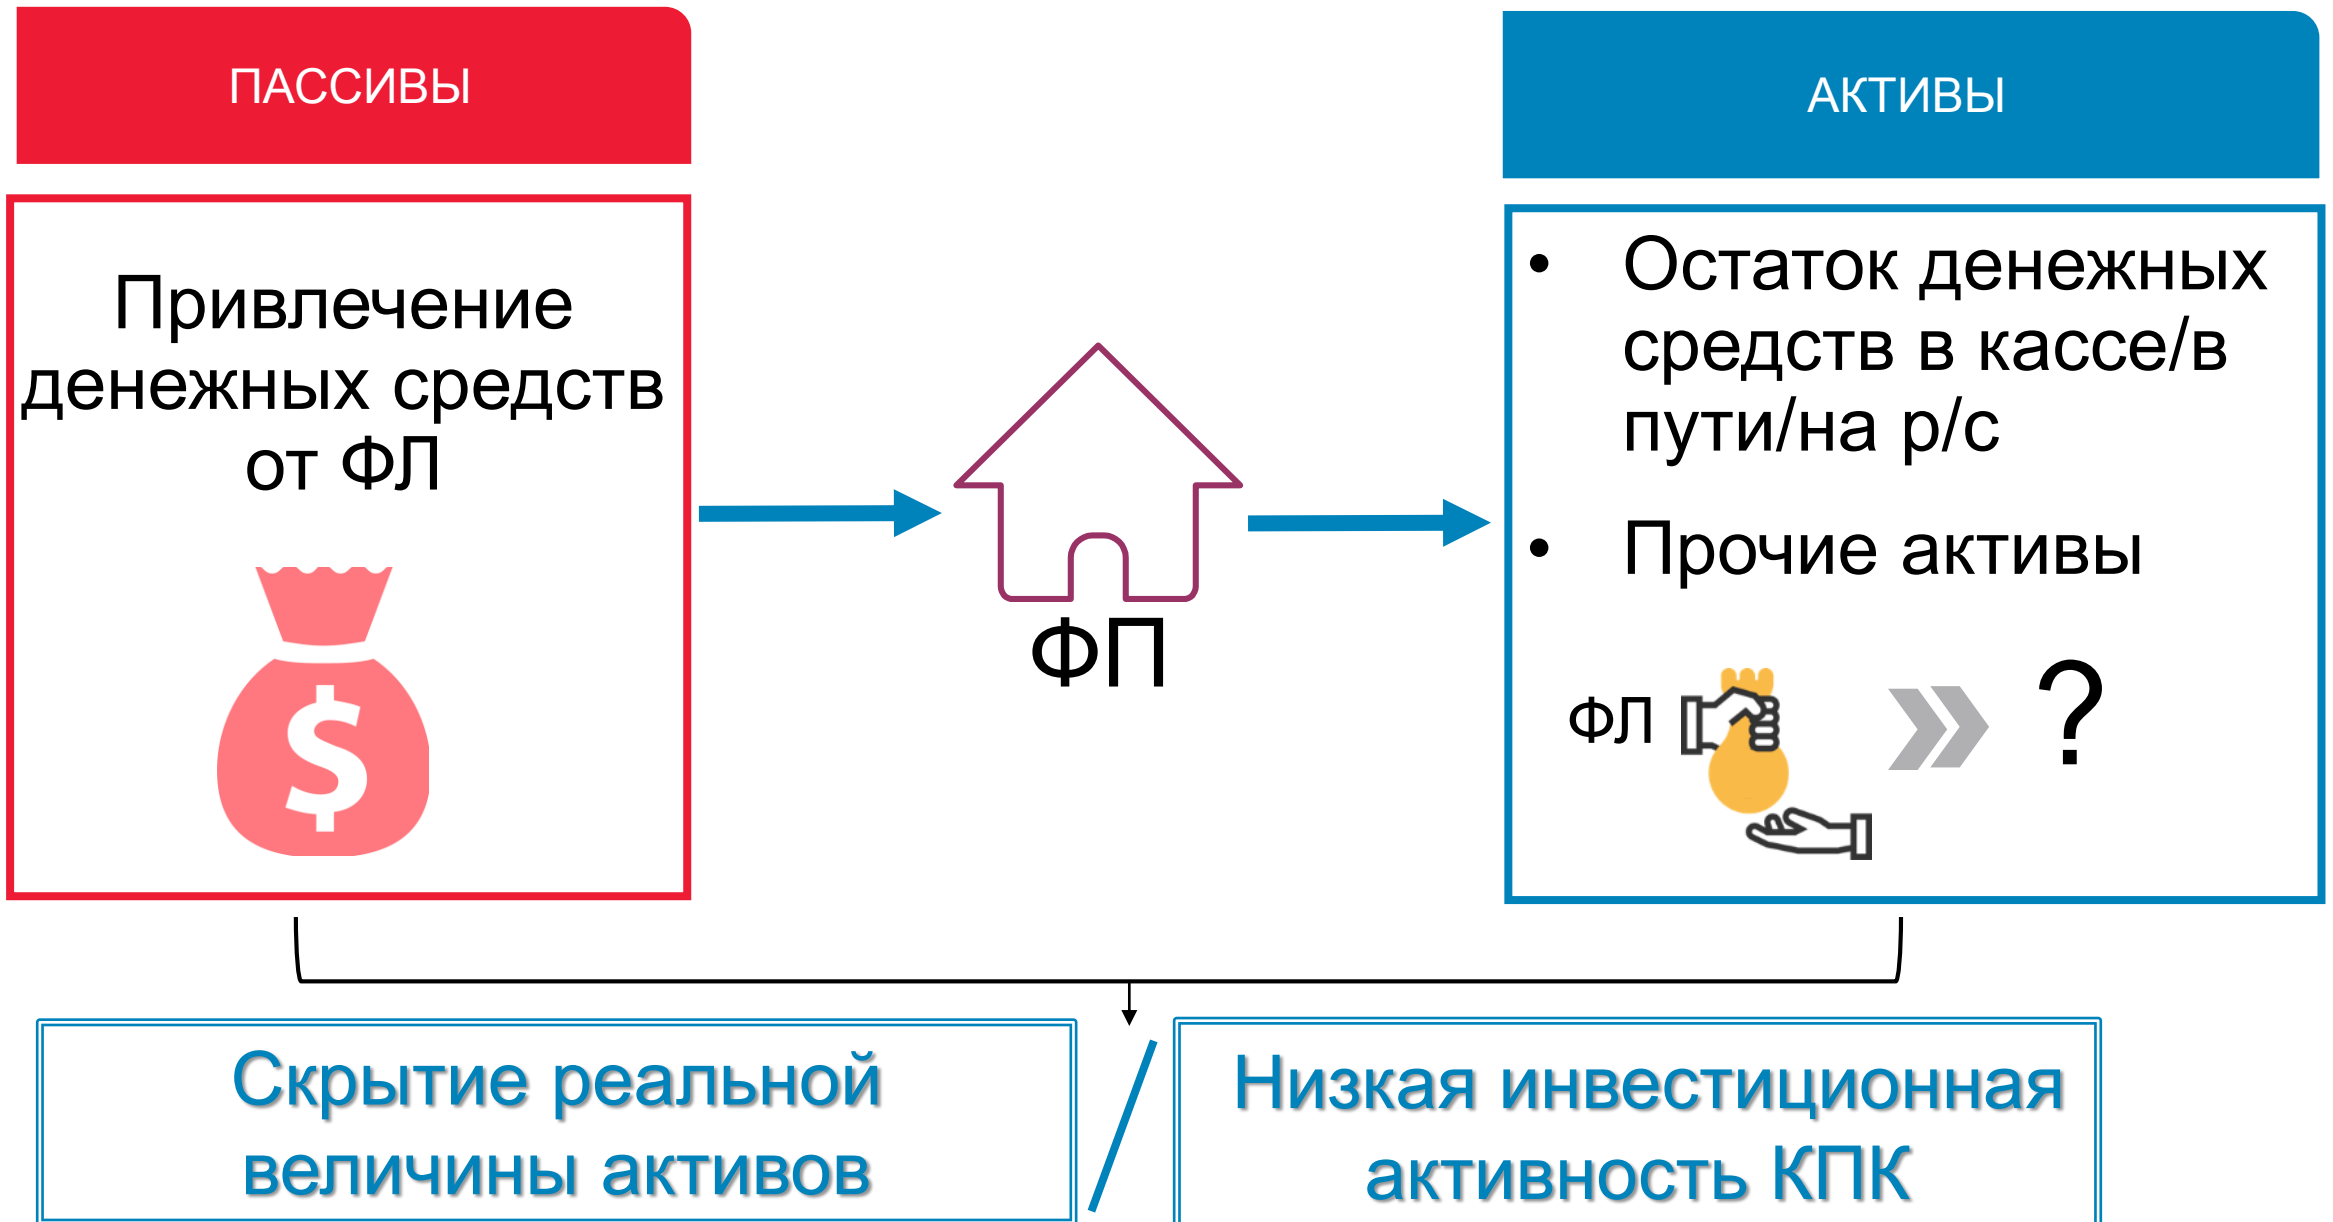 ПАССИВЫ
Привлечение
денежных средств
от ФЛ
$
ФП
АКТИВЫ
• Остаток денежных
средств в кассе/в
пути/на р/с
• Прочие активы
ФЛ ?
Скрытие реальной
величины активов
Низкая инвестиционная
активность КПК